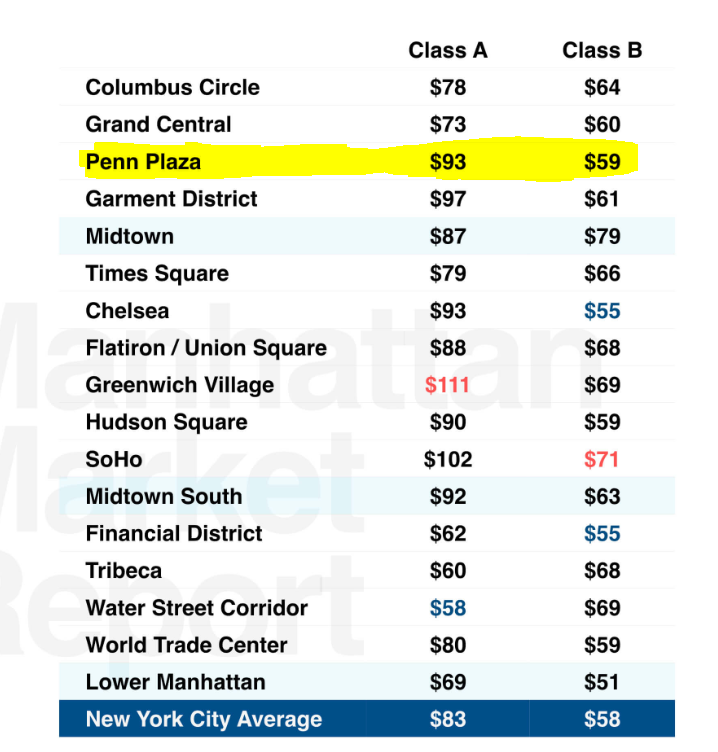 Class A Class B
Columbus Circle $78 $64
Grand Central $73 $60
Penn Plaza $93 $59
Garment District $97 $61
Midtown $87 $79
Times Square $79 $66
Chelsea $93 $55
Flatiron / Union Square $88 $68
Greenwich Village $111 $69
Hudson Square $90 $59
SoHo $102 $71
Midtown South $92 $63
Financial District $62 $55
Tribeca $60 $68
Water Street Corridor $58 $69
World Trade Center $80 $59
Lower Manhattan $69 $51
New York City Average $83 $58
Manhattan
Market
Report